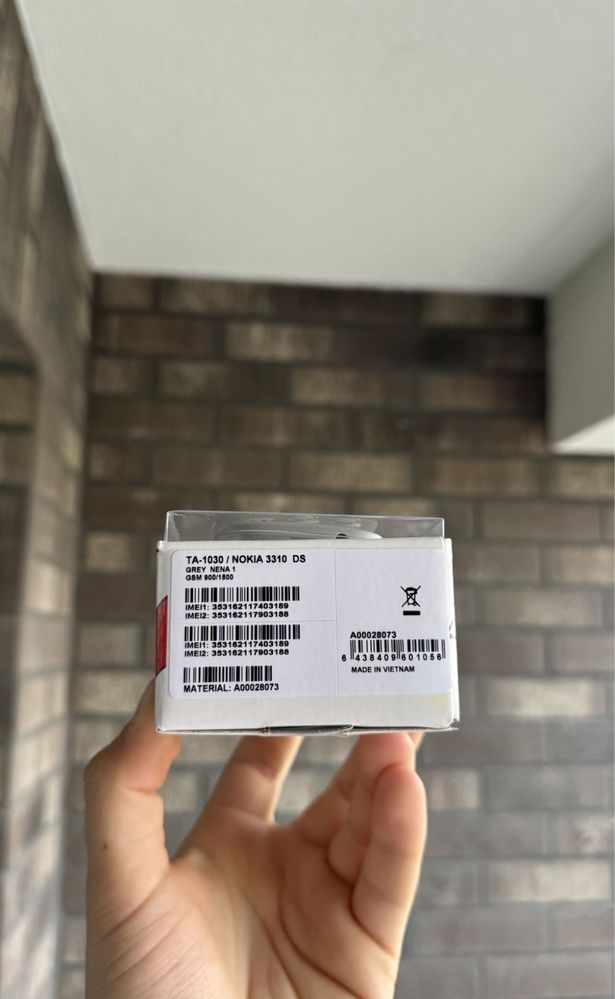 TA-1030 / NOKIA 3310 DS
GREY NENA 1
GSM 900/1800
IMEI1: 353162117403189
IMEI2: 353162117903188
IMEI1: 353162117403189
IMEI2: 353162117903188
MATERIAL: A00028073
A00028073
6 438409 601056
MADE IN VIETNAM